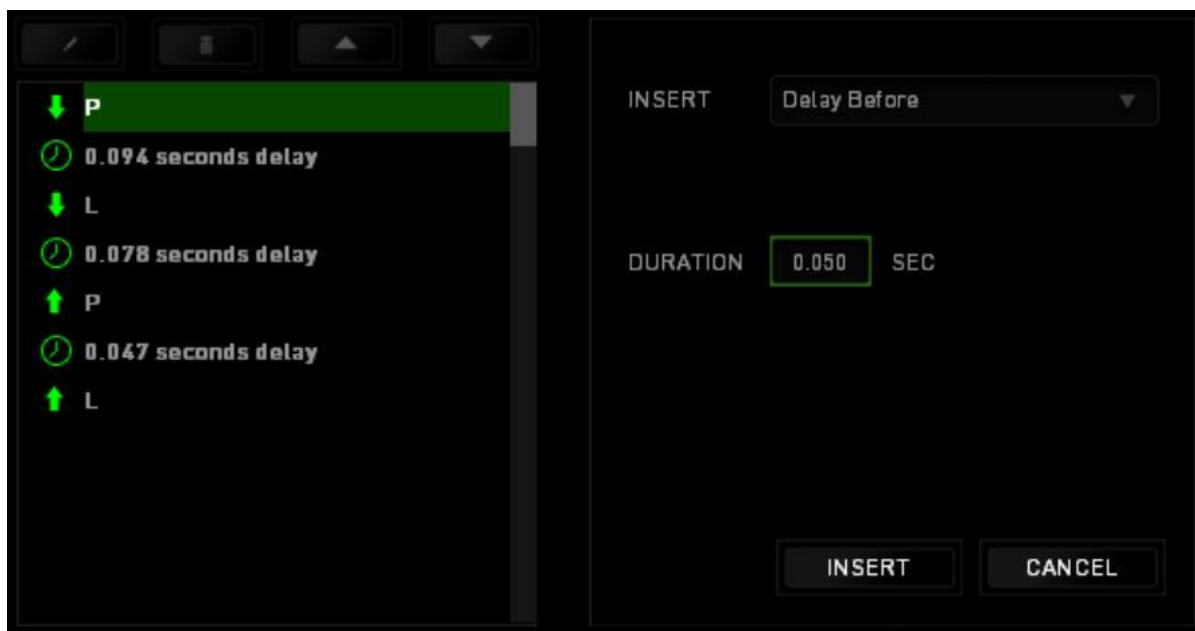 P
0.094 seconds delay
L
0.078 seconds delay
P
0.047 seconds delay
L
INSERT Delay Before
DURATION 0.050 SEC
INSERT CANCEL